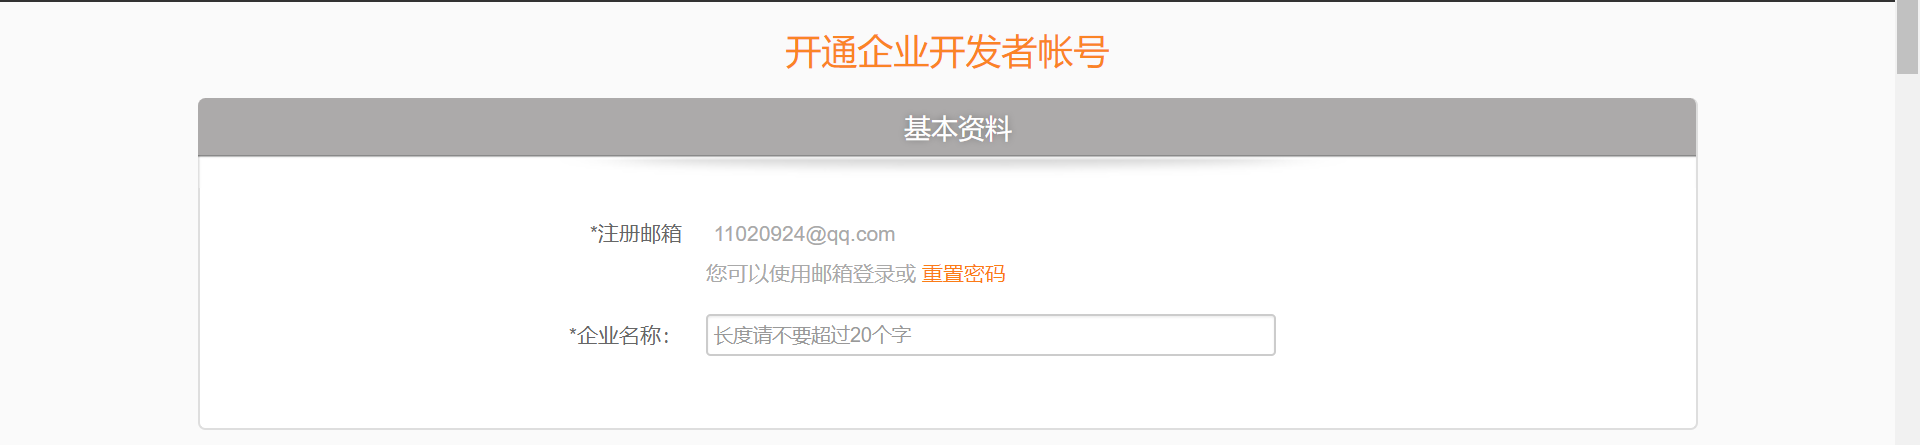 开通企业开发者帐号
基本资料
*注册邮箱 11020924@qq.com
您可以使用邮箱登录或 重置密码
*企业名称： 长度请不要超过20个字